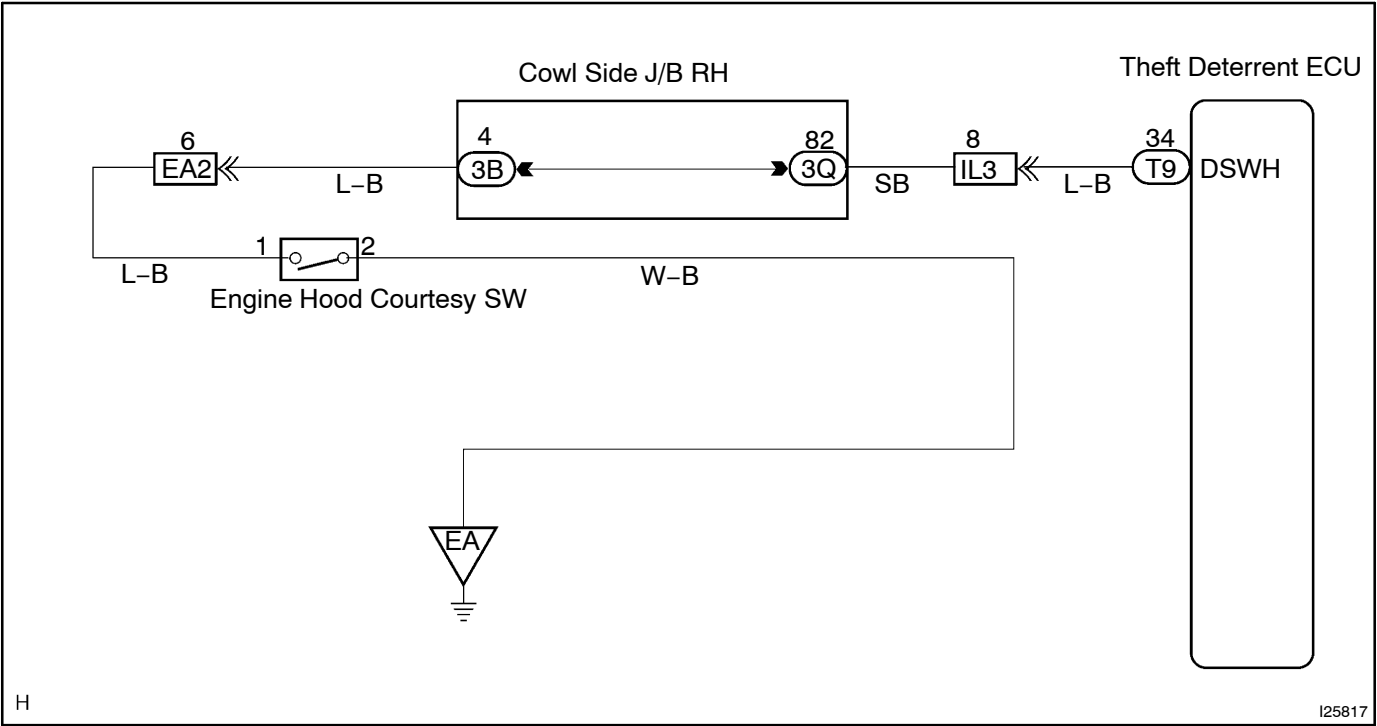 Cowl Side J/B RH
Theft Deterrent ECU
6
4
82
8
34
EA2
3B
3Q
IL3
T9
DSWH
L−B
SB
L−B
1
2
L−B
W−B
Engine Hood Courtesy SW
EA
H
I25817